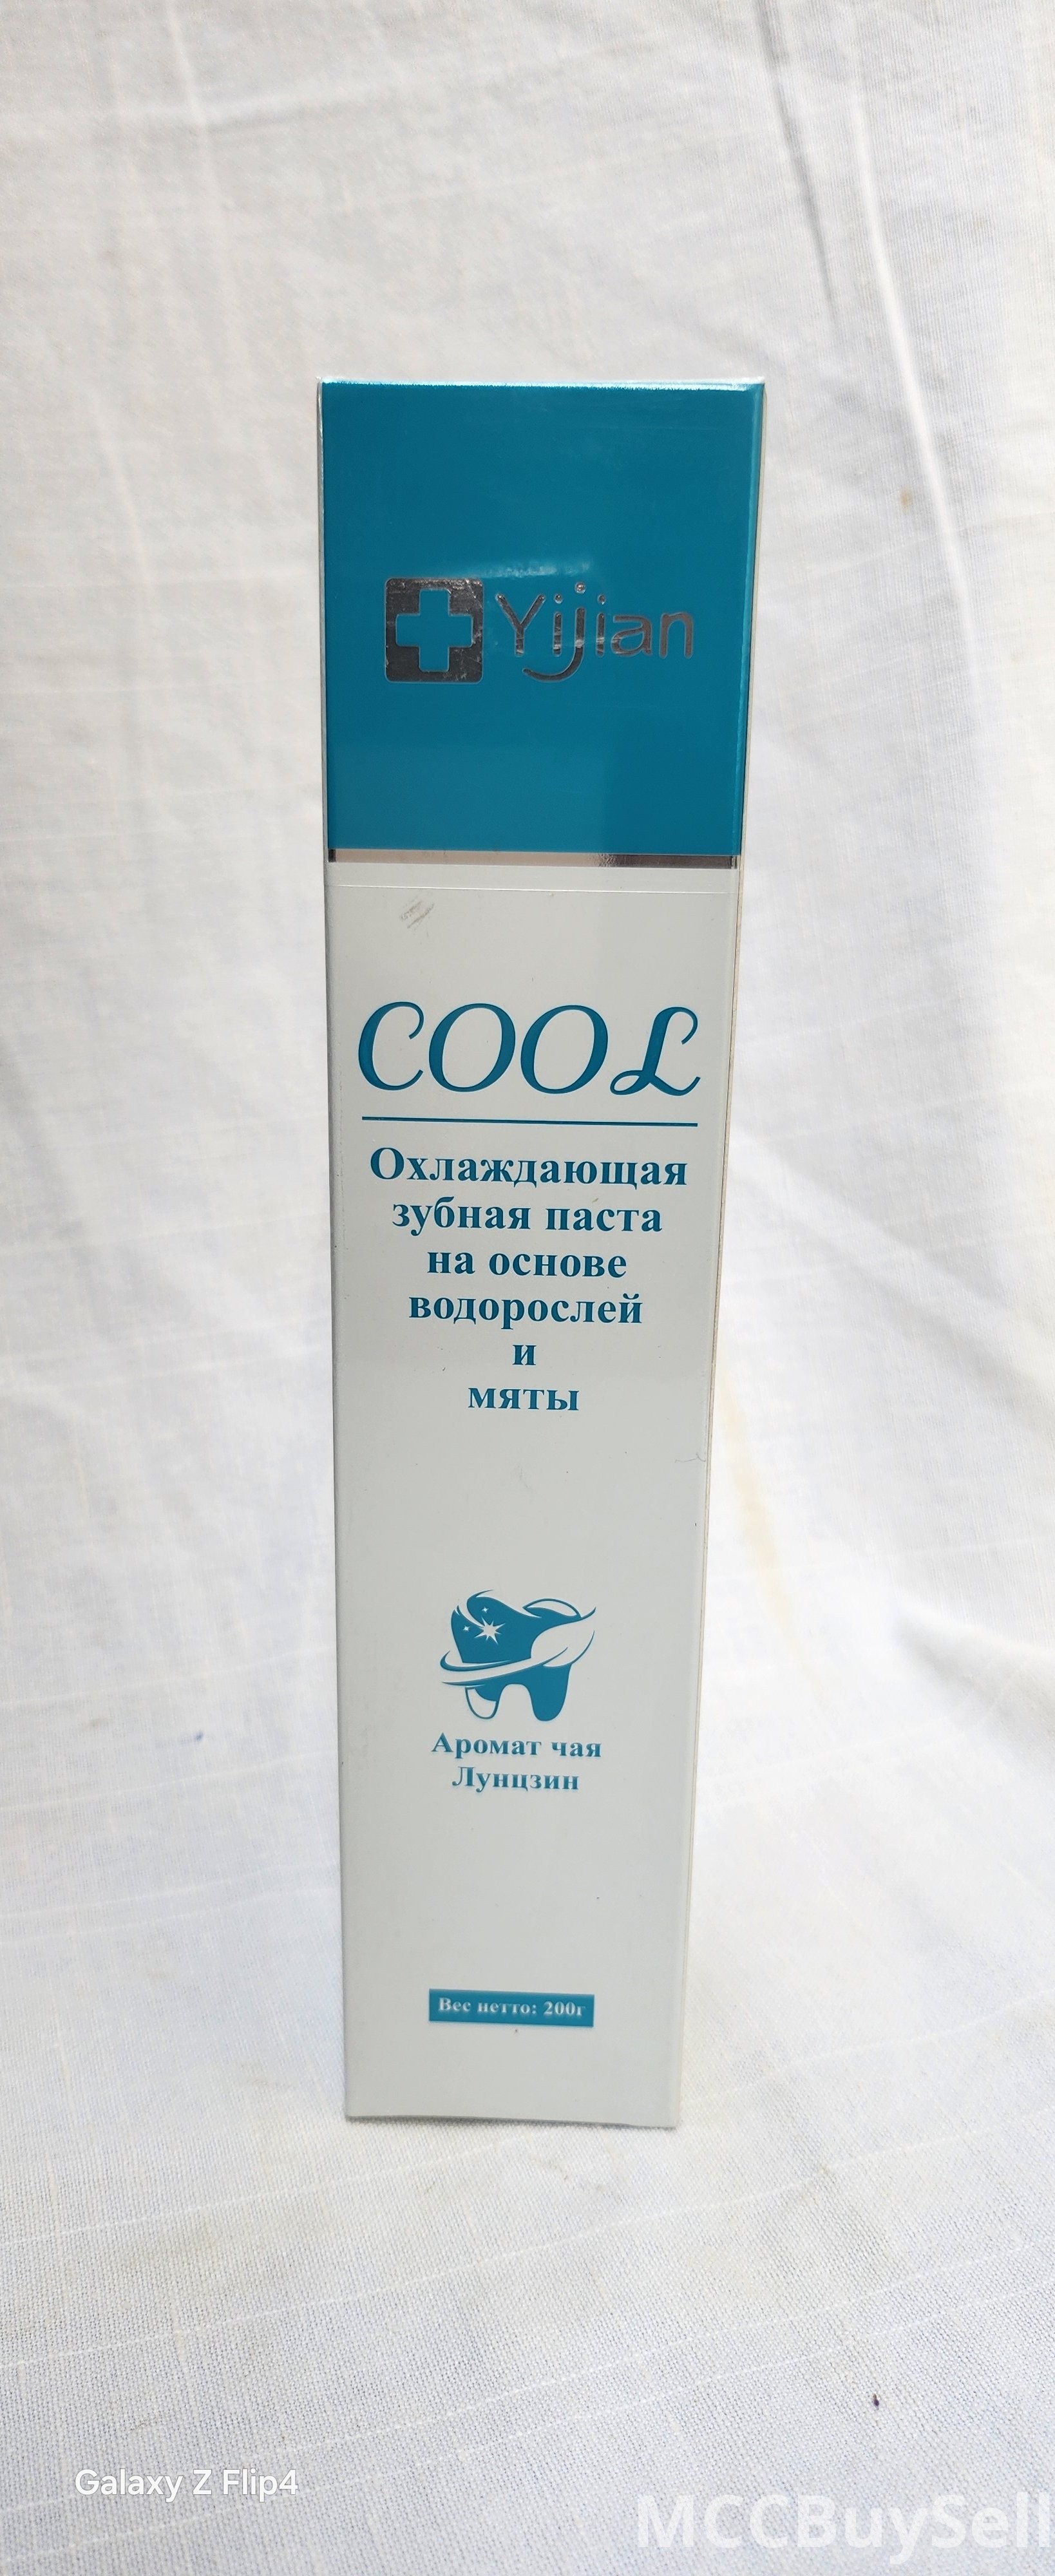 Yijian
COOL
Охлаждающая
зубная паста
на основе
водорослей
и
мяты
Аромат чая
Лунцзин
Вес нетто: 200г
Galaxy Z Flip4
MCCBuySell